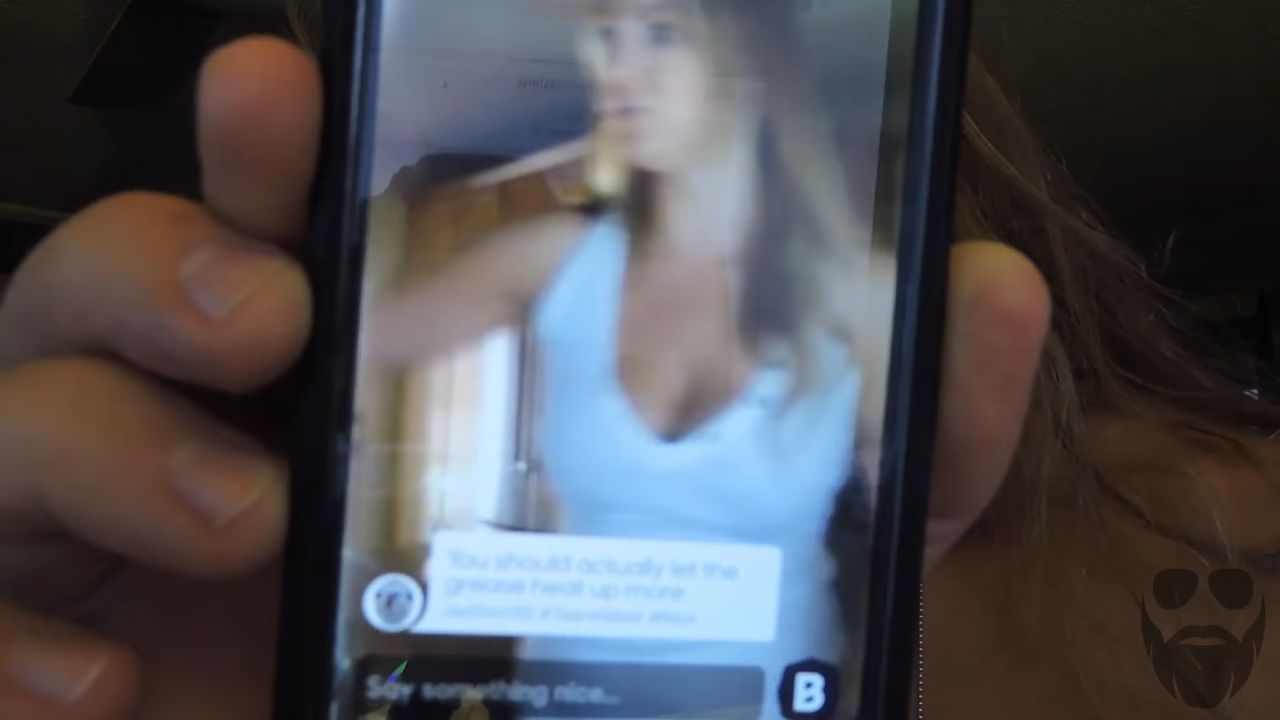 You should actually let the
grease heat up more
Say something nice...
B